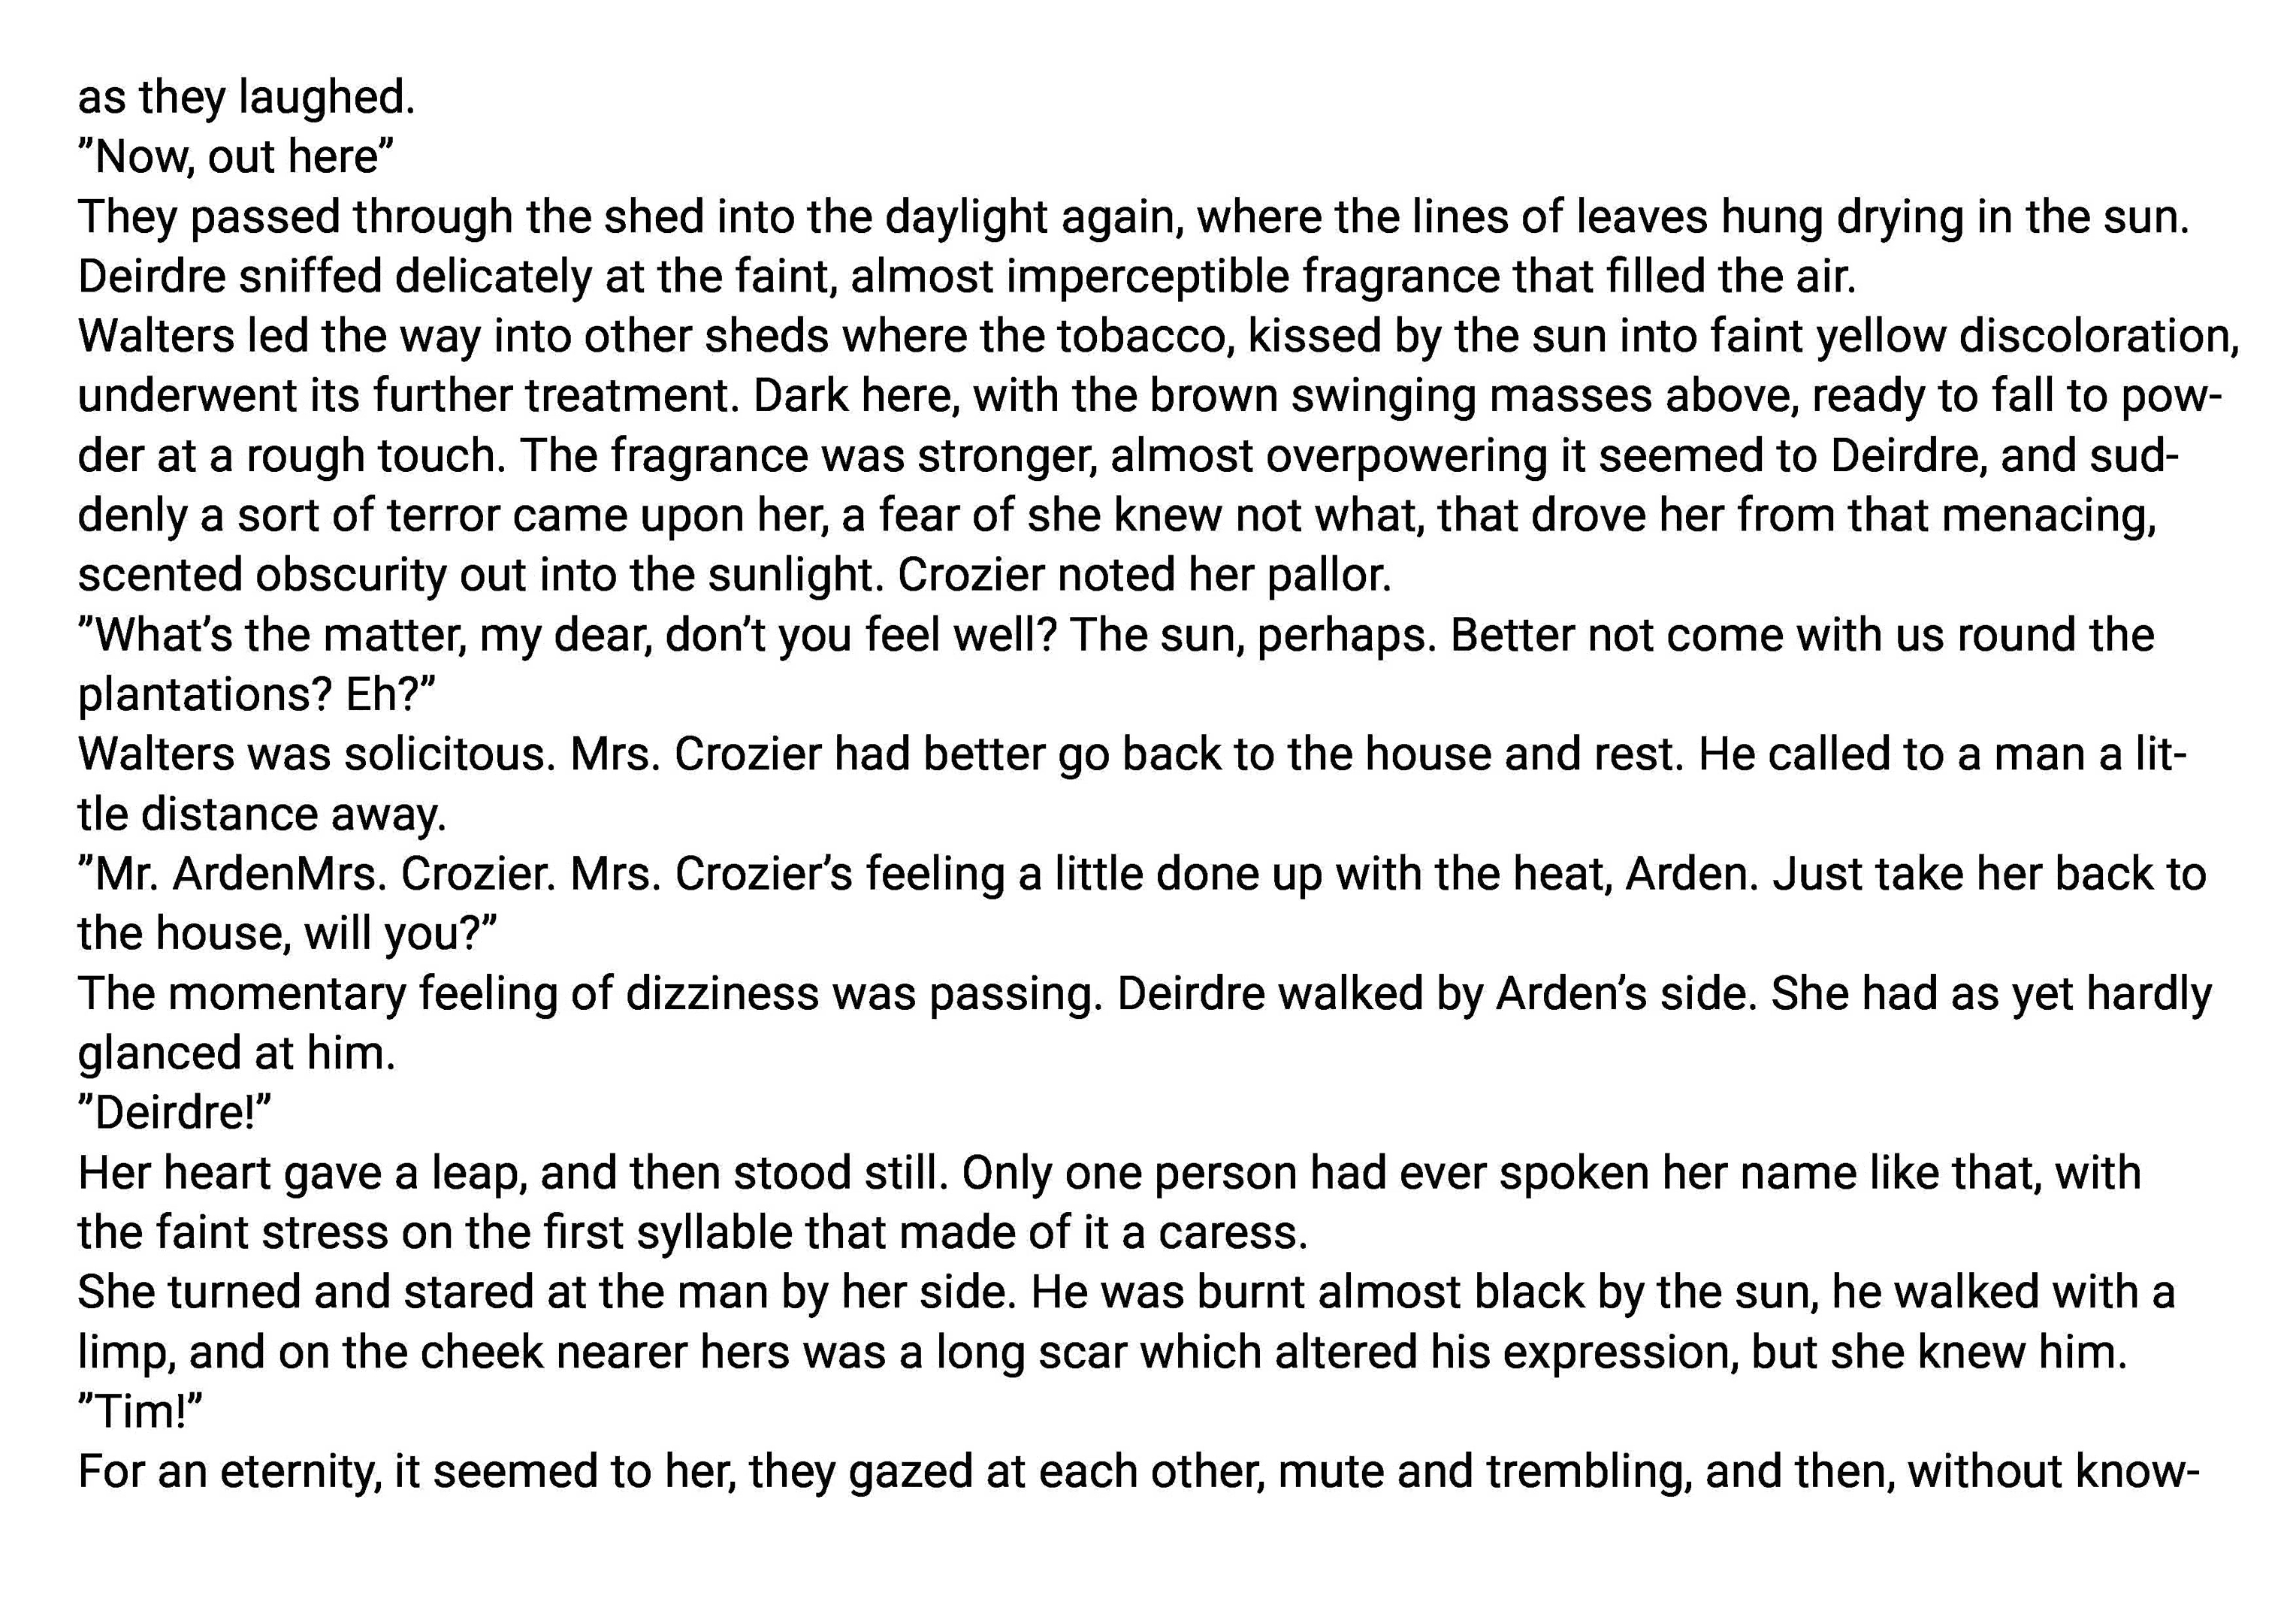 as they laughed.
”Now, out here”
They passed through the shed into the daylight again, where the lines of leaves hung drying in the sun.
Deirdre sniffed delicately at the faint, almost imperceptible fragrance that filled the air.
Walters led the way into other sheds where the tobacco, kissed by the sun into faint yellow discoloration,
underwent its further treatment. Dark here, with the brown swinging masses above, ready to fall to pow-
der at a rough touch. The fragrance was stronger, almost overpowering it seemed to Deirdre, and sud-
denly a sort of terror came upon her, a fear of she knew not what, that drove her from that menacing,
scented obscurity out into the sunlight. Crozier noted her pallor.
”What’s the matter, my dear, don’t you feel well? The sun, perhaps. Better not come with us round the
plantations? Eh?”
Walters was solicitous. Mrs. Crozier had better go back to the house and rest. He called to a man a lit-
tle distance away.
”Mr. ArdenMrs. Crozier. Mrs. Crozier’s feeling a little done up with the heat, Arden. Just take her back to
the house, will you?”
The momentary feeling of dizziness was passing. Deirdre walked by Arden’s side. She had as yet hardly
glanced at him.
”Deirdre!”
Her heart gave a leap, and then stood still. Only one person had ever spoken her name like that, with
the faint stress on the first syllable that made of it a caress.
She turned and stared at the man by her side. He was burnt almost black by the sun, he walked with a
limp, and on the cheek nearer hers was a long scar which altered his expression, but she knew him.
”Tim!”
For an eternity, it seemed to her, they gazed at each other, mute and trembling, and then, without know-